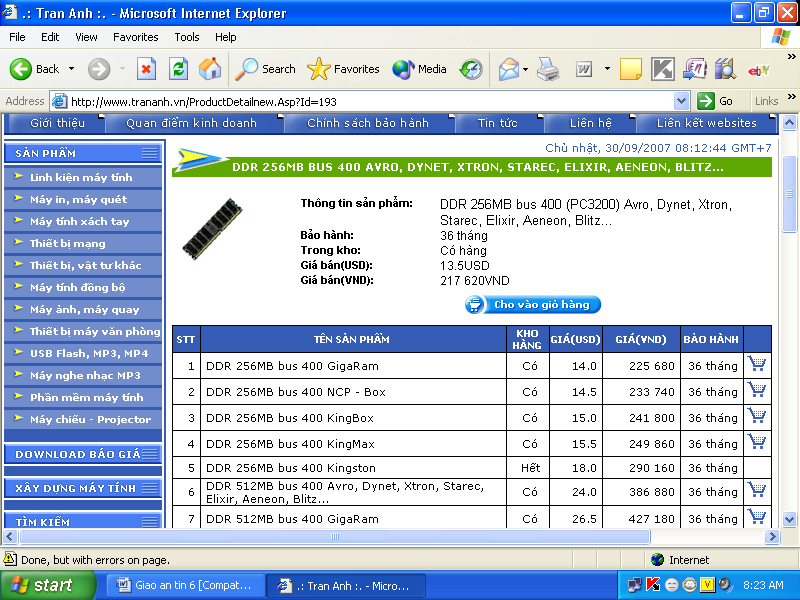 .: Tran Anh :. - Microsoft Internet Explorer
File Edit View Favorites Tools Help
Back Search Favorites Media
Address http://www.trananh.vn/ProductDetailnew.Asp?Id=193 Go Links
Giới thiệu Quan điểm kinh doanh Chính sách bảo hành Tin tức Liên hệ Liên kết websites
Chủ nhật, 30/09/2007 08:12:44 GMT+7
SẢN PHẨM
Linh kiện máy tính
Máy in, máy quét
Máy tính xách tay
Thiết bị mạng
Thiết bị, vật tư khác
Máy tính đồng bộ
Máy ảnh, máy quay
Thiết bị máy văn phòng
USB Flash, MP3, MP4
Máy nghe nhạc MP3
Phần mềm máy tính
Máy chiếu - Projector
DOWNLOAD BÁO GIÁ
XÂY DỰNG MÁY TÍNH
TÌM KIẾM
DDR 256MB BUS 400 AVRO, DYNET, XTRON, STAREC, ELIXIR, AENEON, BLITZ...
Thông tin sản phẩm: DDR 256MB bus 400 (PC3200) Avro, Dynet, Xtron,
Starec, Elixir, Aeneon, Blitz...
Bảo hành: 36 tháng
Trong kho: Có hàng
Giá bán(USD): 13.5USD
Giá bán(VND): 217 620VND
Cho vào giỏ hàng
STT TÊN SẢN PHẨM KHO HÀNG GIÁ(USD) GIÁ(VND) BẢO HÀNH
1 DDR 256MB bus 400 GigaRam Có 14.0 225 680 36 tháng
2 DDR 256MB bus 400 NCP - Box Có 14.5 233 740 36 tháng
3 DDR 256MB bus 400 KingBox Có 15.0 241 800 36 tháng
4 DDR 256MB bus 400 KingMax Có 15.5 249 860 36 tháng
5 DDR 256MB bus 400 Kingston Hết 18.0 290 160 36 tháng
6 DDR 512MB bus 400 Avro, Dynet, Xtron, Starec, Có 24.0 386 880 36 tháng
Elixir, Aeneon, Blitz...
7 DDR 512MB bus 400 GigaRam Có 26.5 427 180 36 tháng
Done, but with errors on page. Internet
start Giao an tin 6 [Compat... .: Tran Anh :. - Micro... 8:23 AM